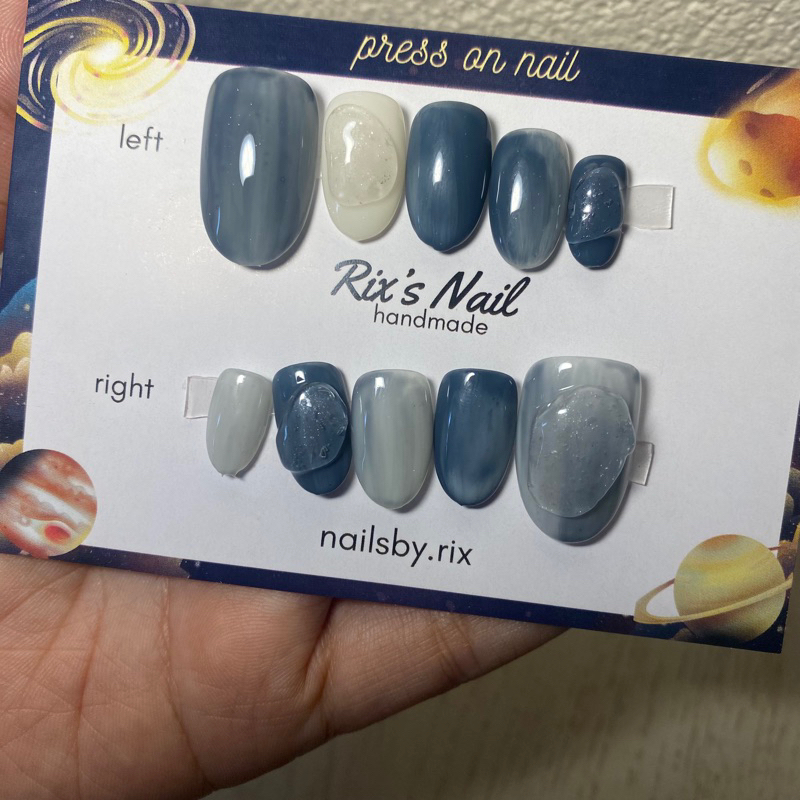 press on nail
left
Rix's Nail
handmade
right
nailsby.rix